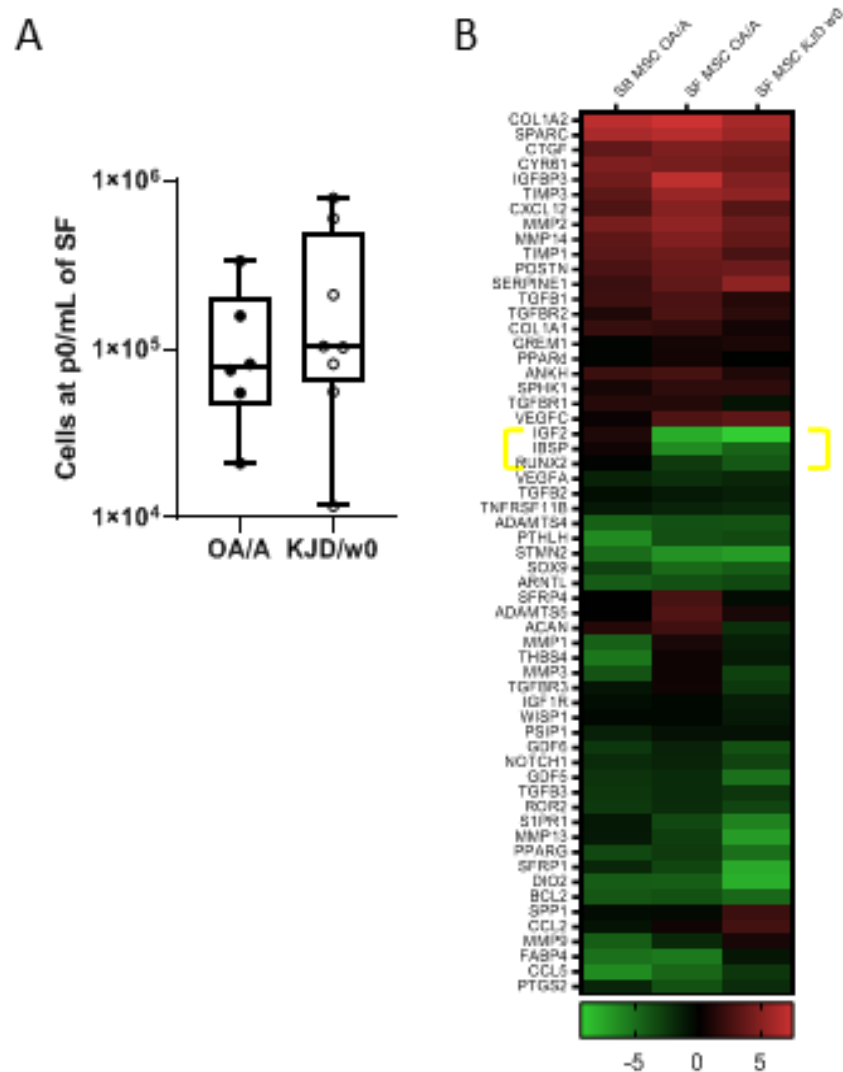 A
B
Cells at p0/mL of SF
1×10⁶
1×10⁵
1×10⁴
OA/A KJD/w0
SB MSC OA/A
SF MSC OA/A
SF MSC KJD w0
COL1A2
SPARC
CTGF
CYR61
IGFBP3
TIMP3
CXCL12
MMP2
MMP14
TIMP1
POSTN
SERPINE1
TGFB1
TGFBR2
COL1A1
GREM1
PPARd
ANKH
SPHK1
TGFBR1
VEGFC
IGF2
IBSP
RUNX2
VEGFA
TGFB2
TNFRSF11B
ADAMTS4
PTHLH
STMN2
SOX9
ARNTL
SFRP4
ADAMTS5
ACAN
MMP1
THBS4
MMP3
TGFBR3
IGF1R
WISP1
PSIP1
GDF6
NOTCH1
GDF5
TGFB3
ROR2
S1PR1
MMP13
PPARG
SFRP1
DIO2
BCL2
SPP1
CCL2
MMP9
FABP4
CCL5
PTGS2
-5 0 5